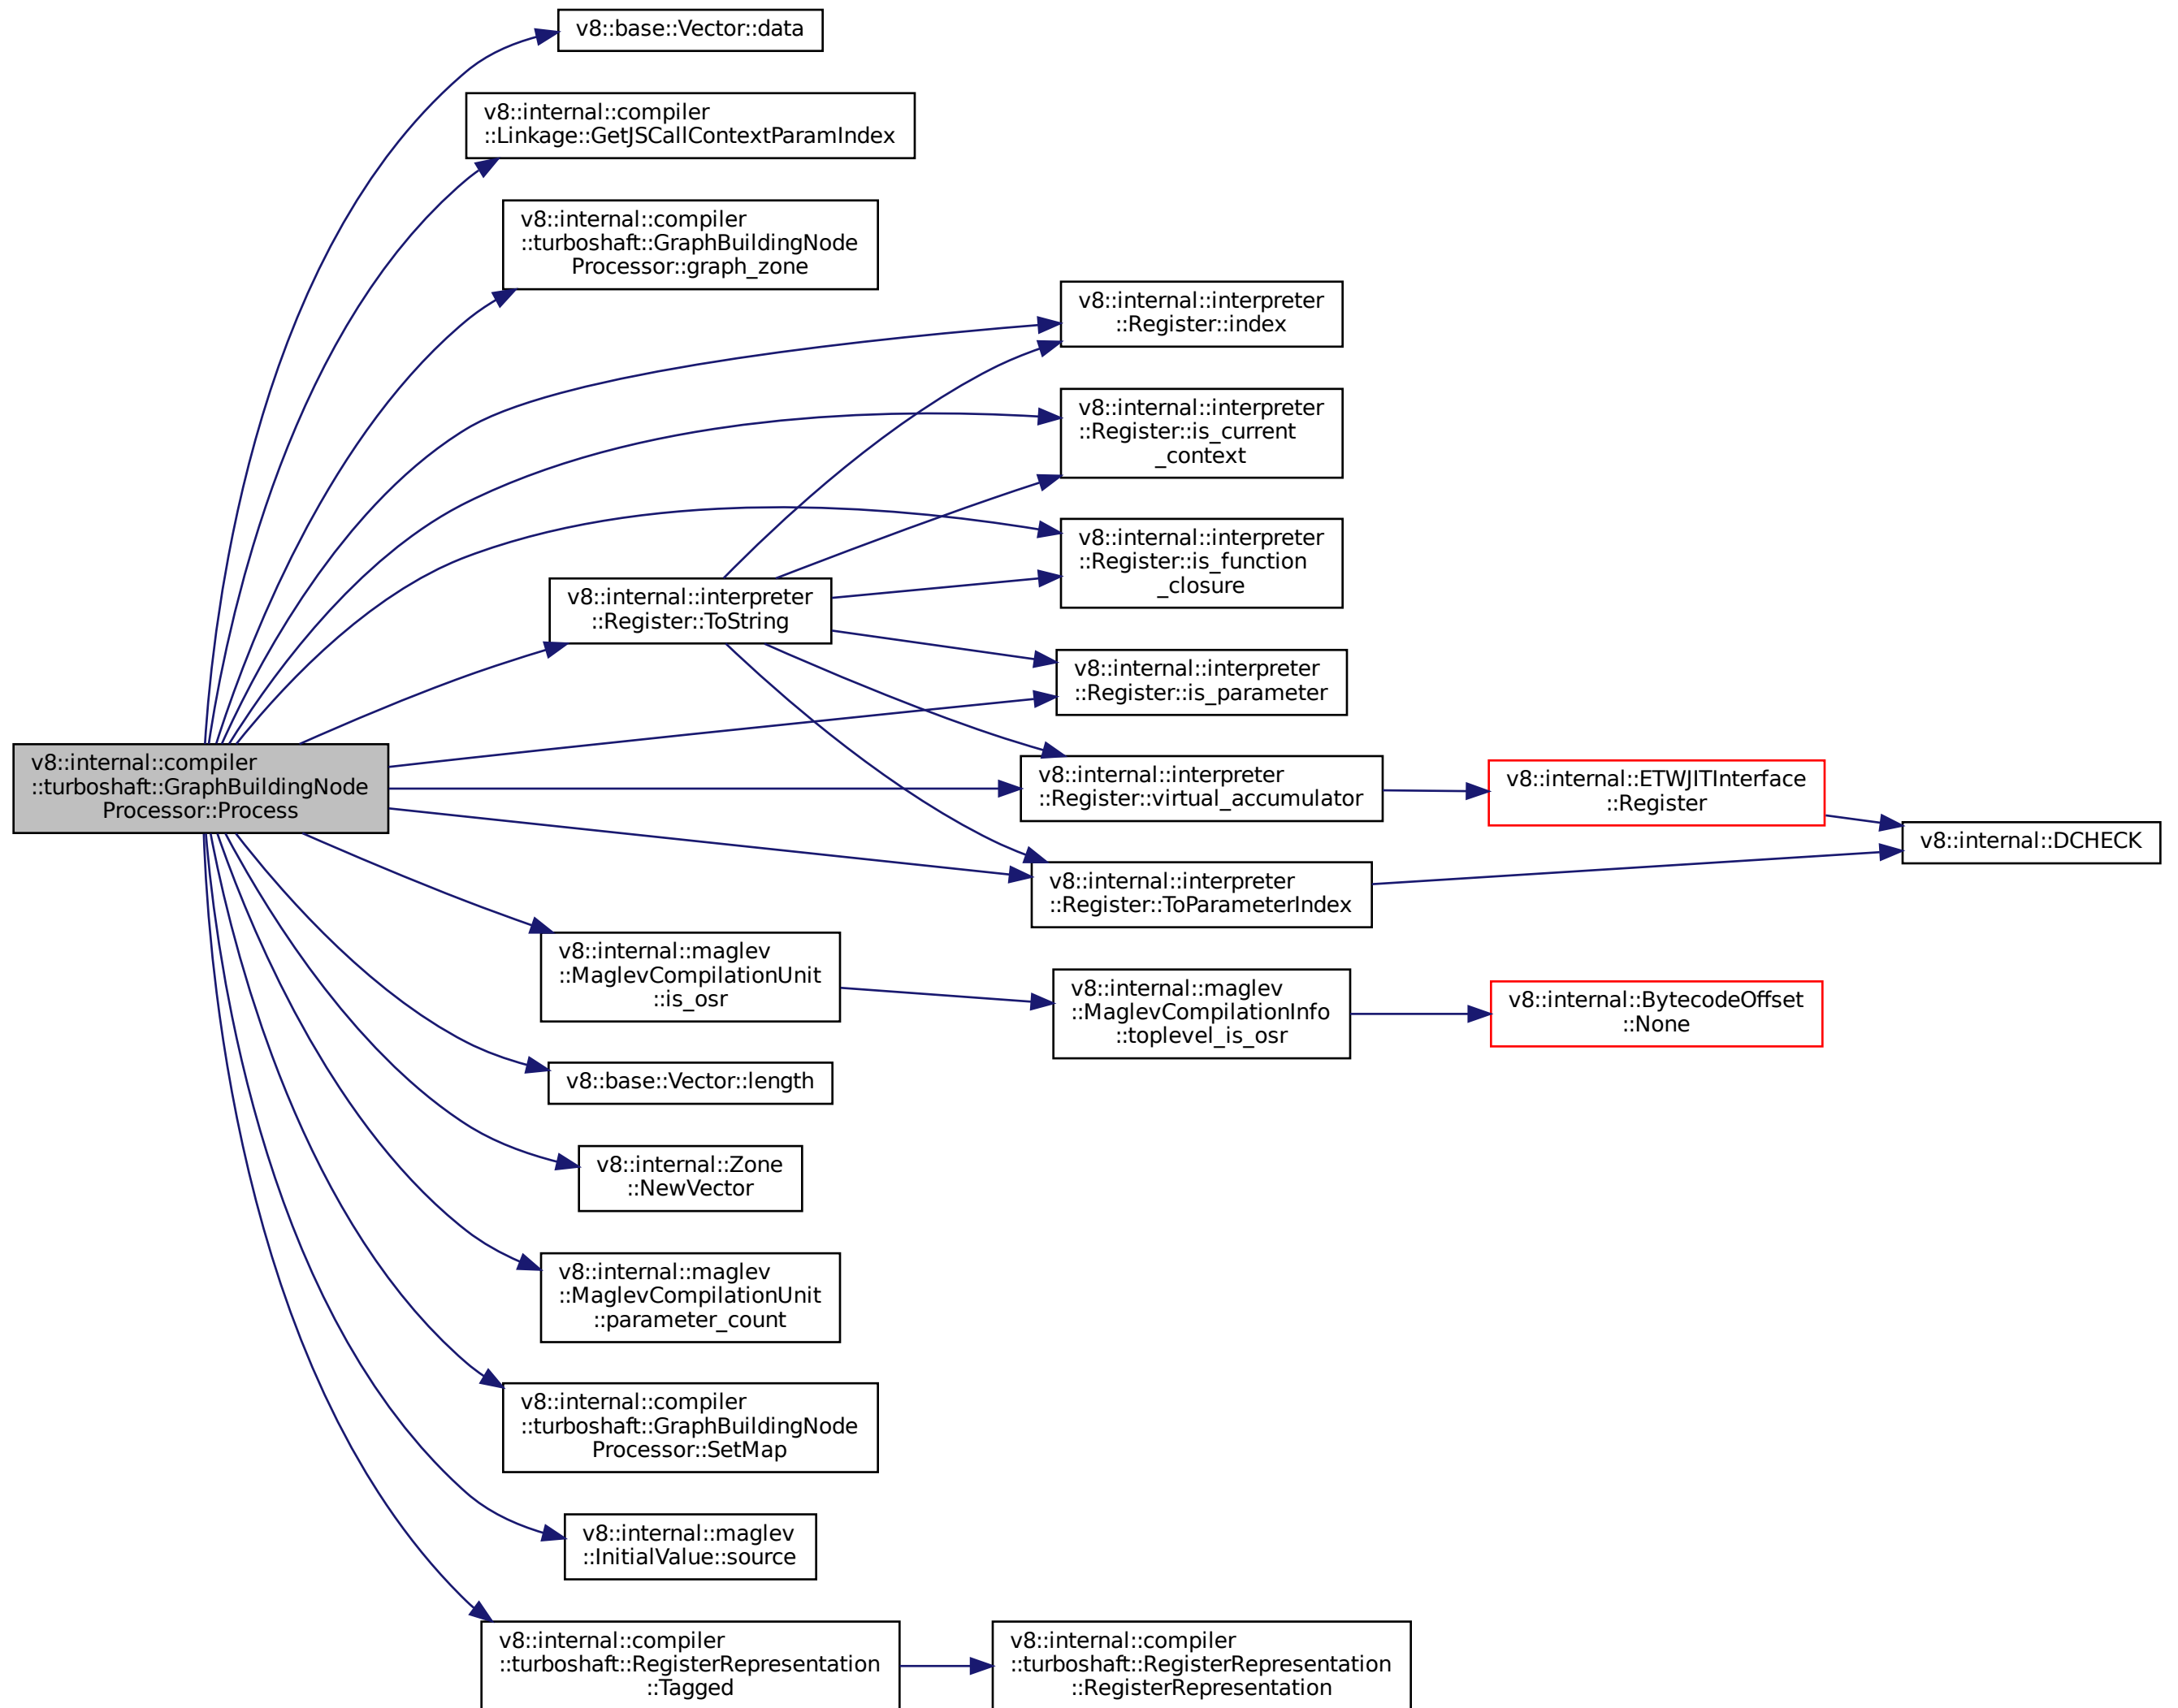 v8::base::Vector::data
v8::internal::compiler
::Linkage::GetJSCallContextParamIndex
v8::internal::compiler
::turboshaft::GraphBuildingNode
Processor::graph_zone
v8::internal::interpreter
::Register::index
v8::internal::interpreter
::Register::is_current
_context
v8::internal::interpreter
::Register::is_function
_closure
v8::internal::interpreter
::Register::ToString
v8::internal::interpreter
::Register::is_parameter
v8::internal::compiler
::turboshaft::GraphBuildingNode
Processor::Process
v8::internal::interpreter
::Register::virtual_accumulator
v8::internal::ETWJITInterface
::Register
v8::internal::DCHECK
v8::internal::interpreter
::Register::ToParameterIndex
v8::internal::maglev
::MaglevCompilationUnit
::is_osr
v8::internal::maglev
::MaglevCompilationInfo
::toplevel_is_osr
v8::internal::BytecodeOffset
::None
v8::base::Vector::length
v8::internal::Zone
::NewVector
v8::internal::maglev
::MaglevCompilationUnit
::parameter_count
v8::internal::compiler
::turboshaft::GraphBuildingNode
Processor::SetMap
v8::internal::maglev
::InitialValue::source
v8::internal::compiler
::turboshaft::RegisterRepresentation
::Tagged
v8::internal::compiler
::turboshaft::RegisterRepresentation
::RegisterRepresentation